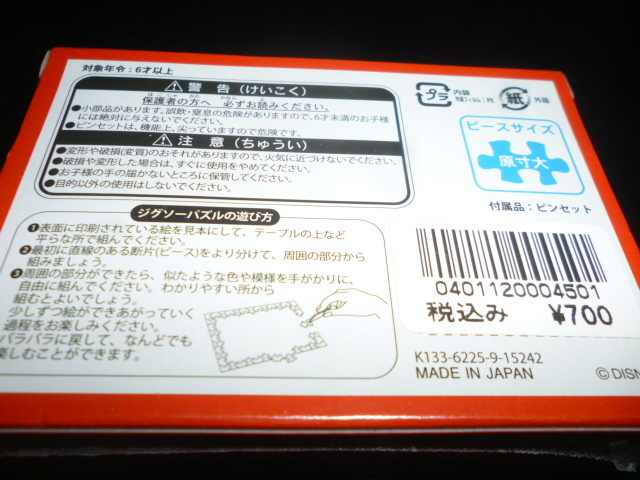 対象年令：6才以上
警告（けいこく）
保護者の方へ 必ずお読みください。
●小部品があります。誤飲・窒息の危険がありますので、6才未満のお子様
には絶対に与えないでください。
●ピンセットは、機能上、尖っていますので危険です。
注意（ちゅうい）
●変形や破損(変質)のおそれがありますので、火気に近づけないでください。
●破損や変形した場合は、すぐに使用をやめてください。
●お子様の手の届かないところに保管してください。
●目的以外の使用はしないでください。
プラ
内袋
紙
外箱
ピースサイズ
原寸大
付属品：ピンセット
ジグソーパズルの遊び方
❶表面に印刷されている絵を見本にして、テーブルの上など
平らな所で組んでください。
❷最初に直線のある断片(ピース)をより分けて、周囲の部分から
組みましょう。
❸周囲の部分ができたら、似たような色や模様を手がかりに、
自由に組んでください。わかりやすい所から
組むとよいでしょう。
少しずつ絵ができあがっていく
過程をお楽しみください。
バラバラに戻して、なんどでも
楽しむことができます。
0401120004501
税込み ¥700
K133-6225-9-15242
MADE IN JAPAN
©DISN